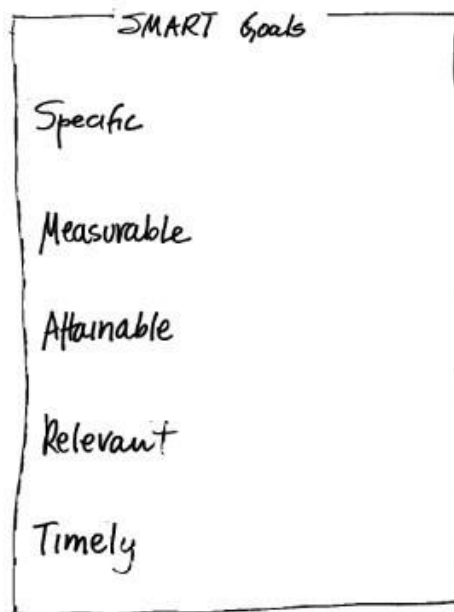 SMART Goals
Specific
Measurable
Attainable
Relevant
Timely